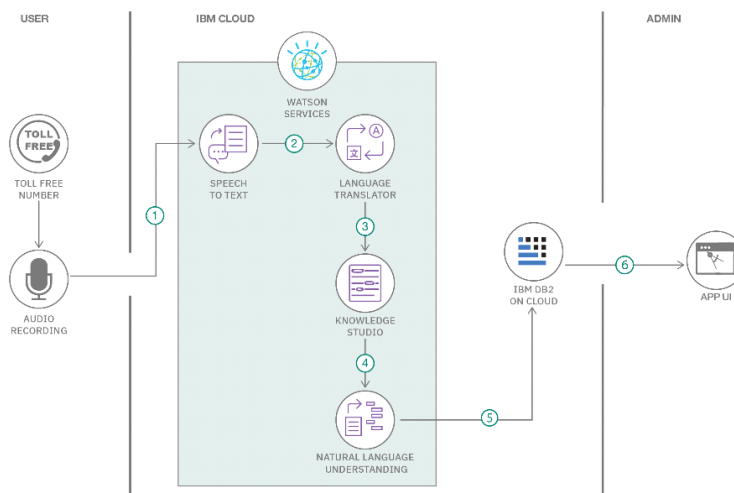 USER
IBM CLOUD
ADMIN
WATSON
SERVICES
TOLL
FREE
TOLL FREE
NUMBER
SPEECH
TO TEXT
2
A
文
LANGUAGE
TRANSLATOR
1
3
AUDIO
RECORDING
KNOWLEDGE
STUDIO
IBM DB2
ON CLOUD
6
APP UI
4
5
NATURAL LANGUAGE
UNDERSTANDING